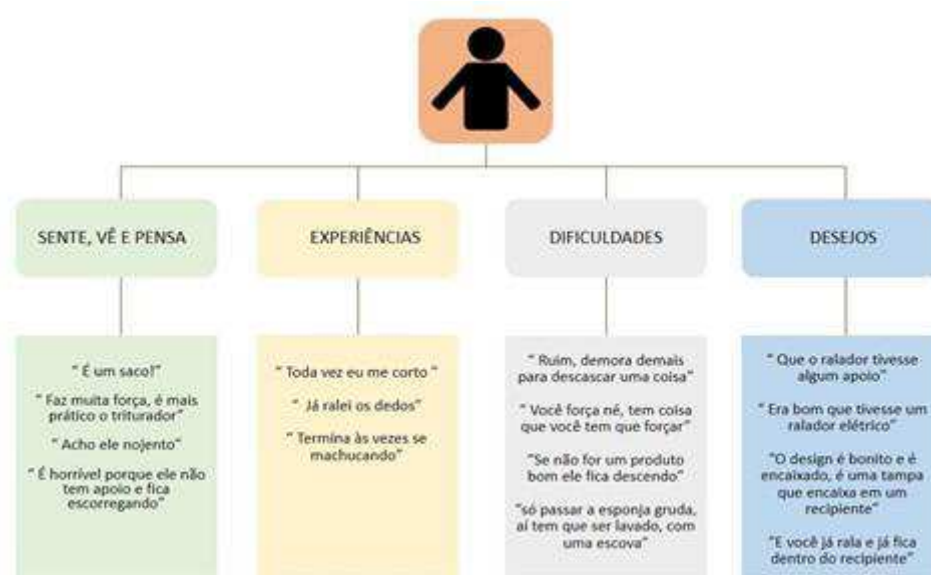 SENTE, VÊ E PENSA
EXPERIÊNCIAS
DIFICULDADES
DESEJOS
" É um saco!"
" Faz muita força, é mais
prático o triturador"
" Acho ele nojento"
" É horrível porque ele não
tem apoio e fica
escorregando"
" Toda vez eu me corto "
" Já ralei os dedos"
" Termina às vezes se
machucando"
" Ruim, demora demais
para descascar uma coisa"
" Você força né, tem coisa
que você tem que forçar"
"Se não for um produto
bom ele fica descendo"
"só passar a esponja gruda,
aí tem que ser lavado, com
uma escova"
" Que o ralador tivesse
algum apoio"
" Era bom que tivesse um
ralador elétrico"
"O design é bonito e é
encaixado, é uma tampa
que encaixa em um
recipiente"
"E você já rala e já fica
dentro do recipiente"